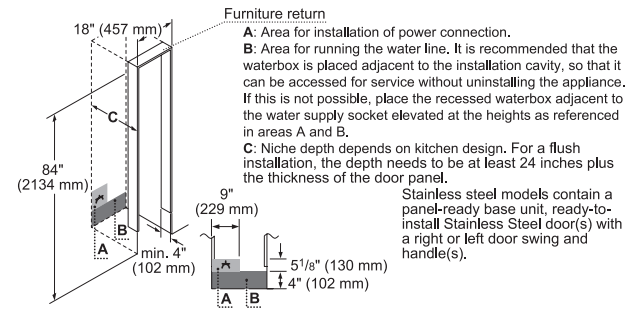 Furniture return
18" (457 mm)
A: Area for installation of power connection.
B: Area for running the water line. It is recommended that the
waterbox is placed adjacent to the installation cavity, so that it
can be accessed for service without uninstalling the appliance.
If this is not possible, place the recessed waterbox adjacent to
the water supply socket elevated at the heights as referenced
in areas A and B.
C: Niche depth depends on kitchen design. For a flush
installation, the depth needs to be at least 24 inches plus
the thickness of the door panel.
C
84"
(2134 mm)
A
B
min. 4"
(102 mm)
9"
(229 mm)
5 1/8" (130 mm)
4" (102 mm)
A
B
Stainless steel models contain a
panel-ready base unit, ready-to-
install Stainless Steel door(s) with
a right or left door swing and
handle(s).